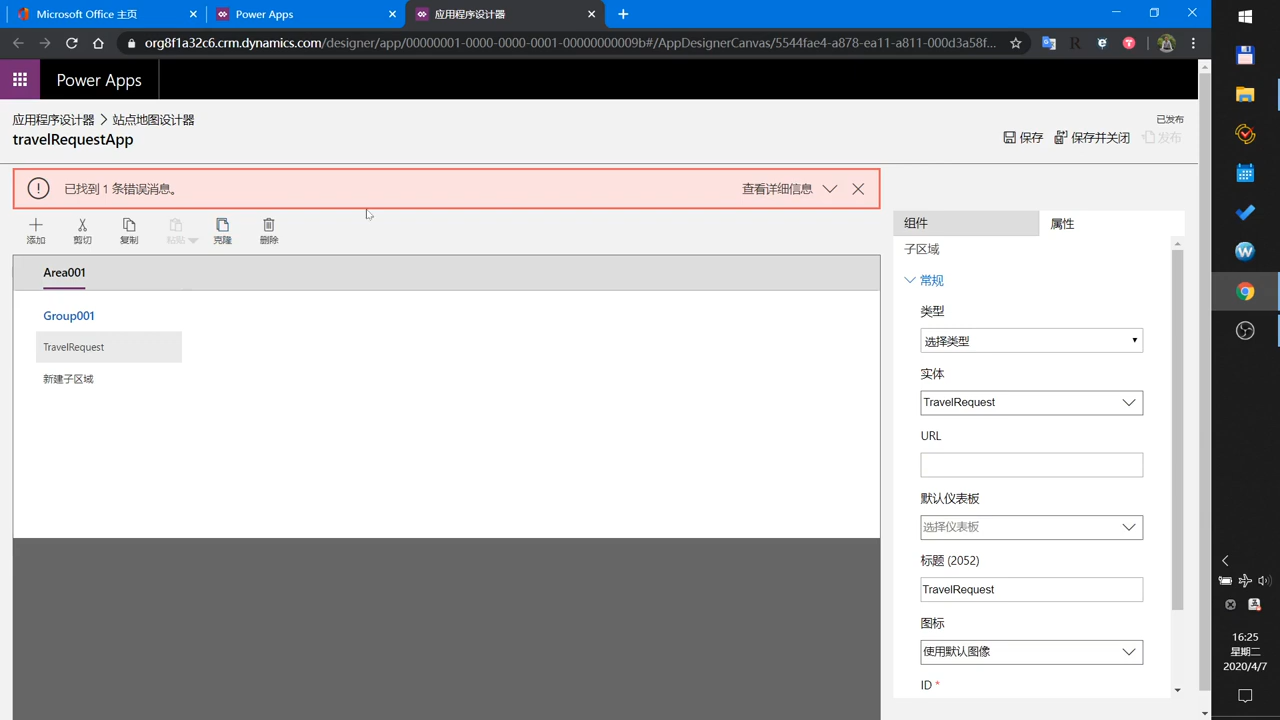 Microsoft Office 主页
Power Apps
应用程序设计器
org8f1a32c6.crm.dynamics.com/designer/app/00000001-0000-0000-0001-00000000009b#/AppDesignerCanvas/5544fae4-a878-ea11-a811-000d3a58f...
Power Apps
应用程序设计器 > 站点地图设计器
travelRequestApp
已发布
保存
保存并关闭
发布
已找到 1 条错误消息。
查看详细信息
添加
剪切
复制
粘贴
克隆
删除
Area001
Group001
TravelRequest
新建子区域
组件
属性
子区域
常规
类型
选择类型
实体
TravelRequest
URL
默认仪表板
选择仪表板
标题 (2052)
TravelRequest
图标
使用默认图像
ID *
16:25
星期二
2020/4/7